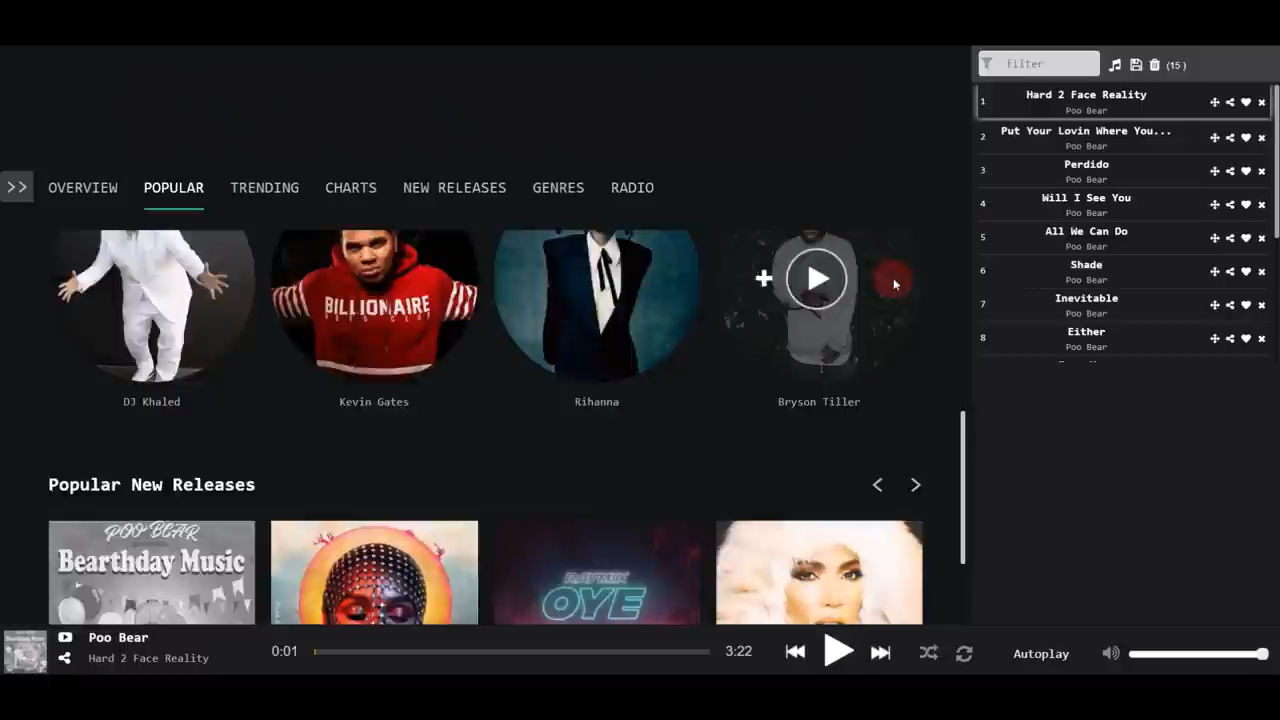 Filter
(15 )
1
Hard 2 Face Reality
Poo Bear
2
Put Your Lovin Where You...
Poo Bear
3
Perdido
Poo Bear
4
Will I See You
Poo Bear
5
All We Can Do
Poo Bear
6
Shade
Poo Bear
7
Inevitable
Poo Bear
8
Either
Poo Bear
>> OVERVIEW POPULAR TRENDING CHARTS NEW RELEASES GENRES RADIO
BILLIONAIRE
DJ Khaled
Kevin Gates
Rihanna
Bryson Tiller
Popular New Releases
POO BEAR
Bearthday Music
RAYMIX
OYE
Poo Bear
Hard 2 Face Reality
0:01
3:22
Autoplay